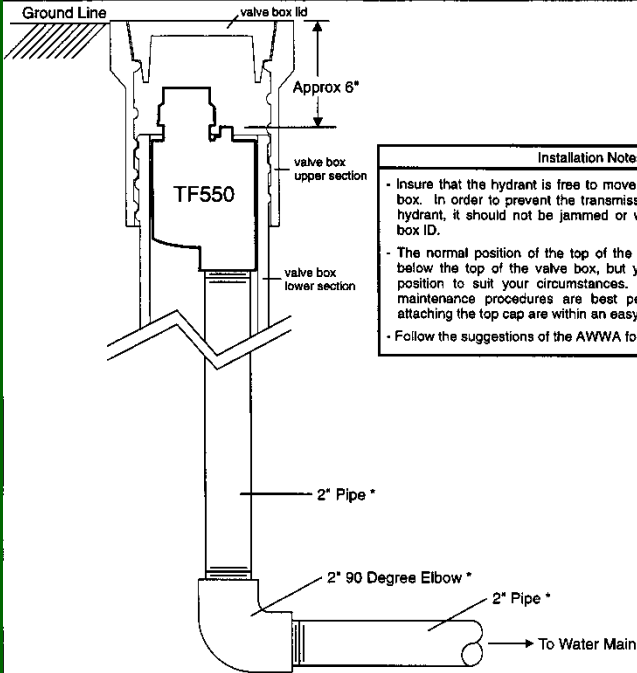 Ground Line
valve box lid
Approx 6"
valve box
upper section
TF550
valve box
lower section
Installation Notes
- Insure that the hydrant is free to move
box. In order to prevent the transmiss
hydrant, it should not be jammed or v
box ID.
- The normal position of the top of the
below the top of the valve box, but y
position to suit your circumstances.
maintenance procedures are best pe
attaching the top cap are within an easy
- Follow the suggestions of the AWWA fo
2" Pipe *
2" 90 Degree Elbow *
2" Pipe *
To Water Main